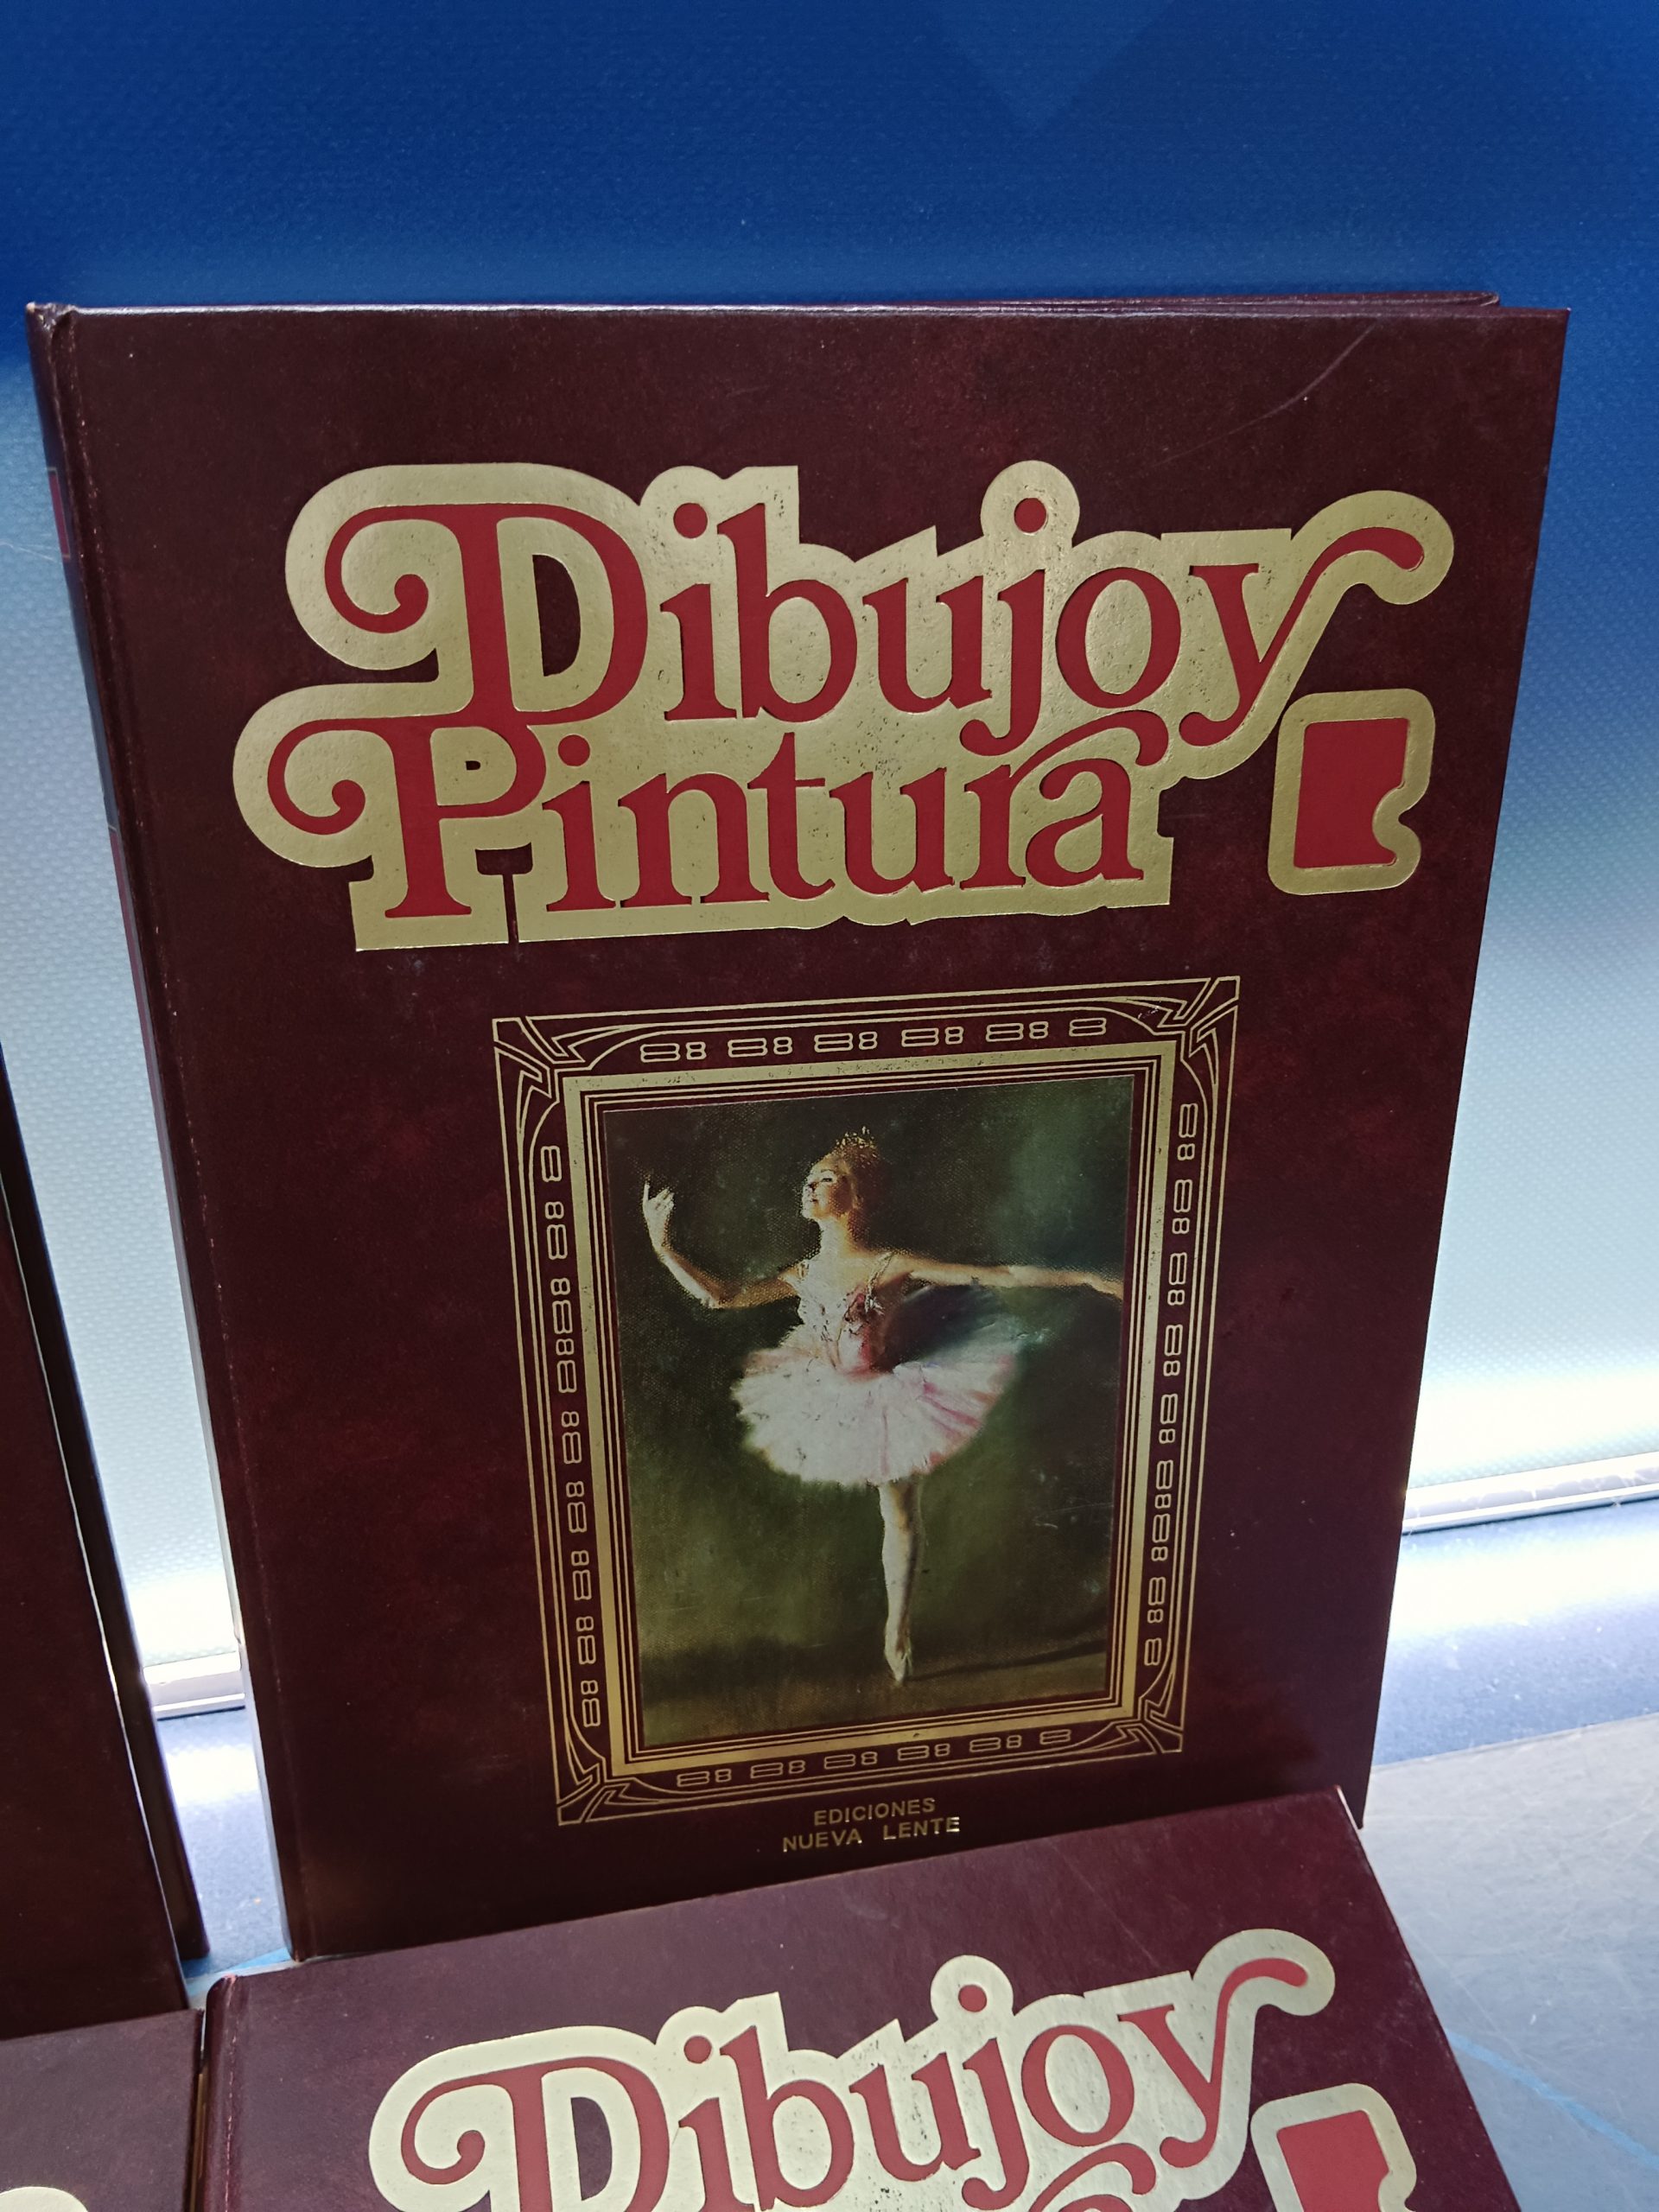 Dibujo y
Pintura
EDICIONES
NUEVA LENTE
Dibujo y